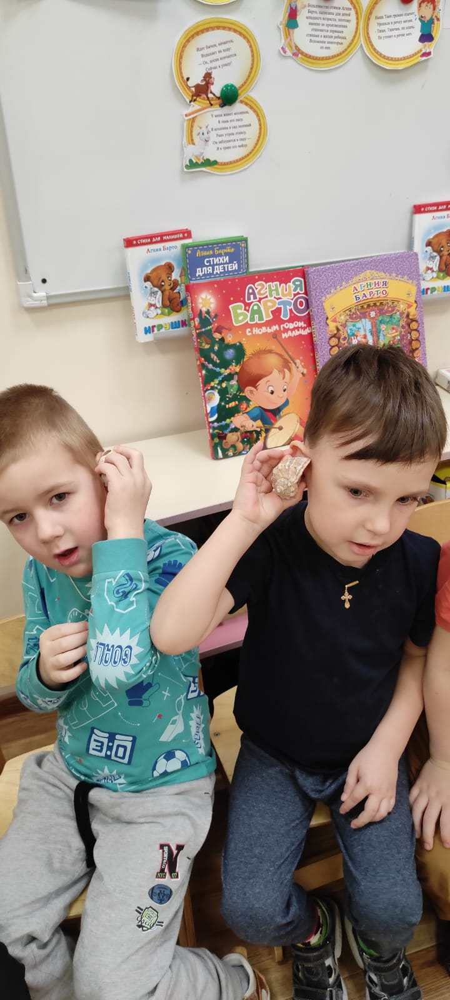 Большинство стихов Агнии
Барто, написаны для детей
младшего возраста, поэтому
именно ее произведения
становятся первыми
стихами в жизни ребенка.
Вспомним некоторые
из них.
Наша Таня громко плачет,
Уронила в речку мячик.
- Тише, Танечка, не плачь:
Не утонет в речке мяч.
Идет бычок, качается,
Вздыхает на ходу:
— Ох, доска кончается,
Сейчас я упаду!
У меня живет козленок,
Я сама его пасу.
Я козленка в сад зеленый
Рано утром отнесу.
Он заблудится в саду —
Я в траве его найду.
СТИХИ ДЛЯ МАЛЫШЕЙ
Агния Барто
ИГРУШК
Агния Барто
СТИХИ
ДЛЯ ДЕТЕЙ
АГНИЯ
БАРТО
С НОВЫМ ГОДОМ,
МАЛЫШ
АГНИЯ
БАРТО
СТИХИ ДЛЯ
Агния Б
ИГРУШ
GOAL!
3:0
N
SPORTS
NYC 07